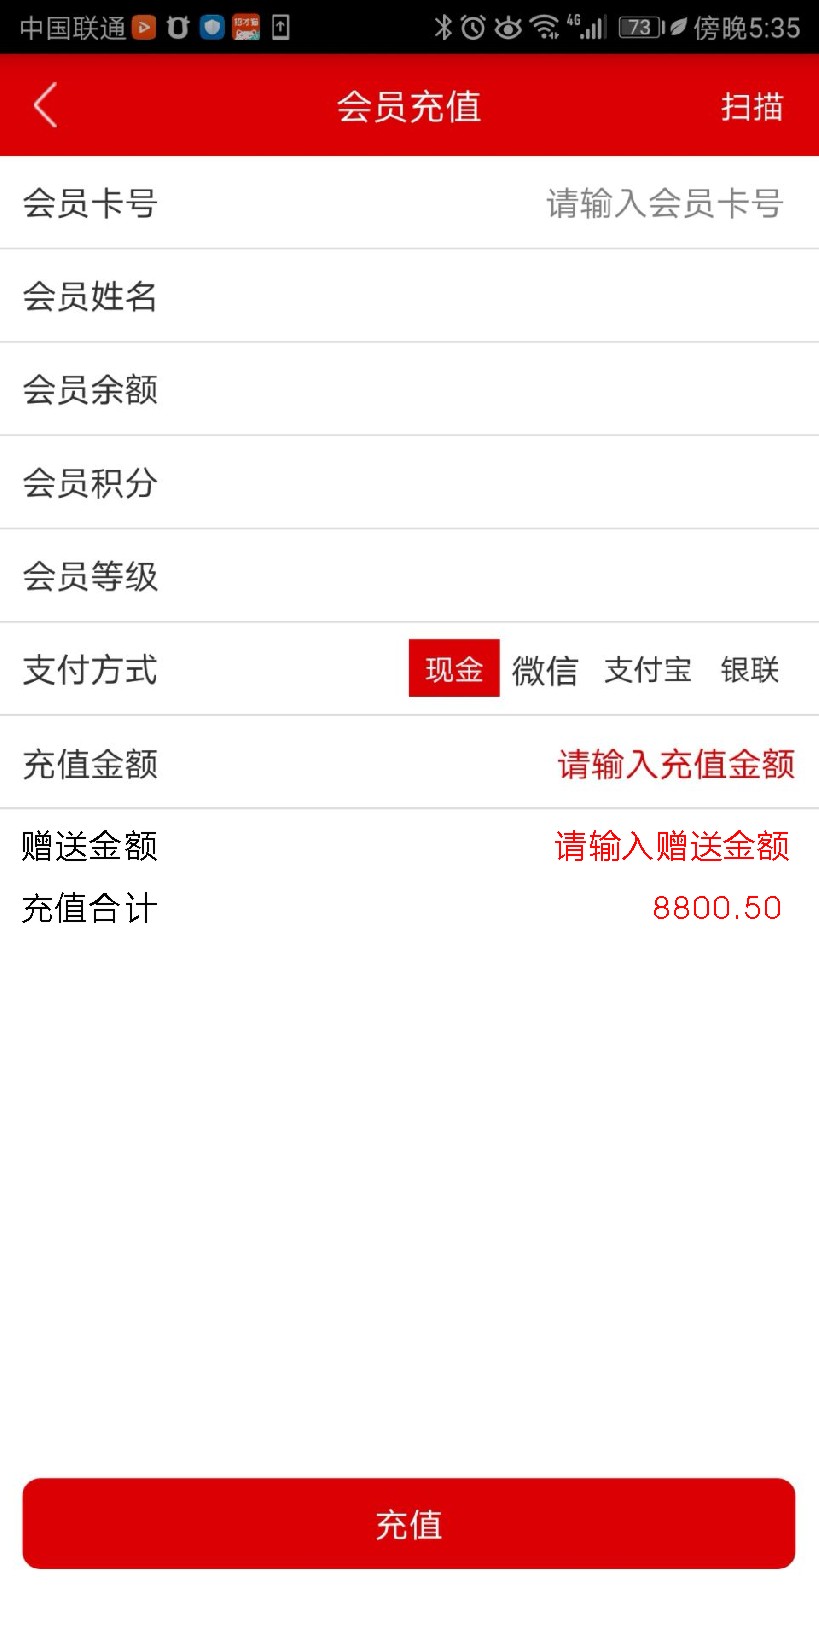 中国联通 4G 73 傍晚5:35
会员充值 扫描
会员卡号 请输入会员卡号
会员姓名
会员余额
会员积分
会员等级
支付方式 现金 微信 支付宝 银联
充值金额 请输入充值金额
赠送金额 请输入赠送金额
充值合计 8800.50
充值